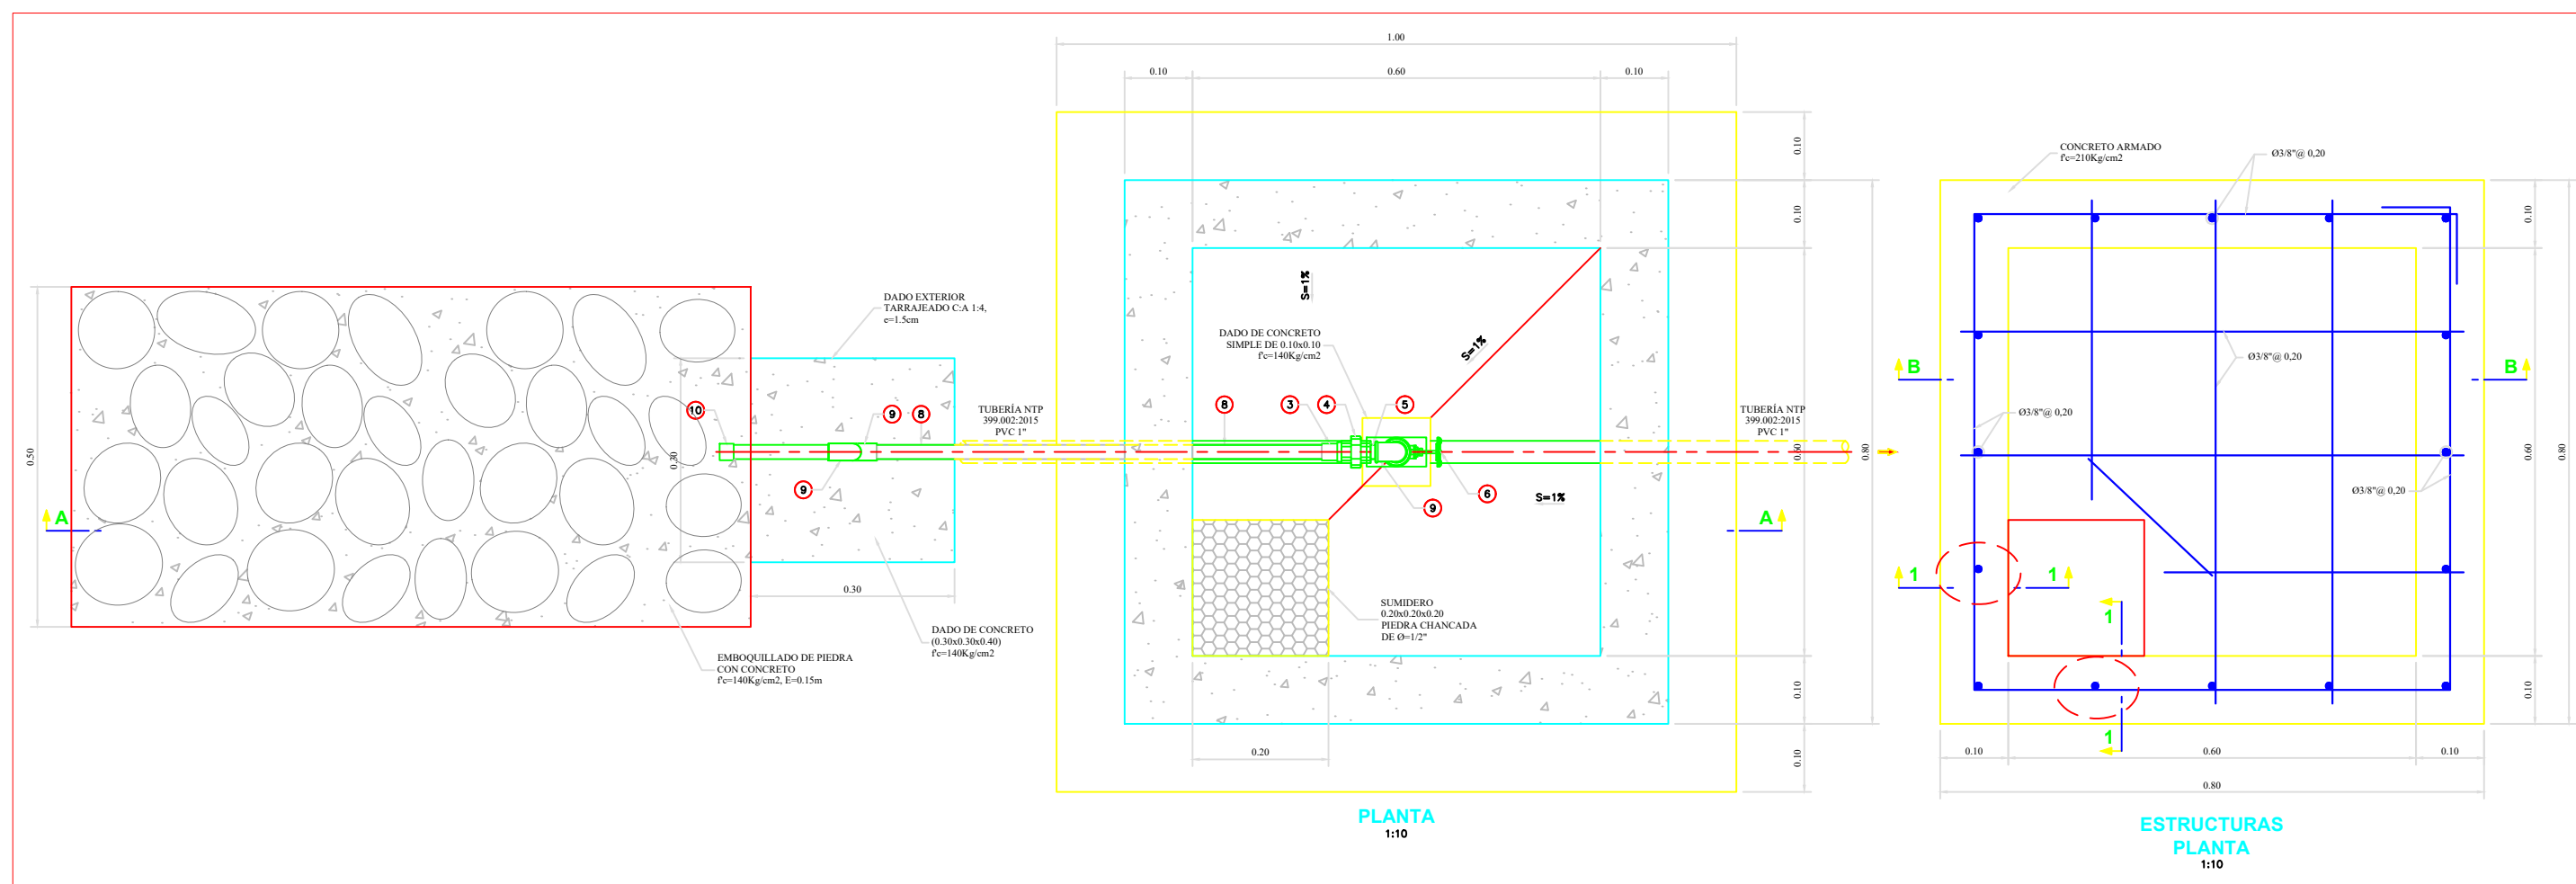 1.00
0.10
0.60
0.10
0.10
0.10
0.60
0.80
0.10
0.10
S=1%
S=1%
S=1%
DADO EXTERIOR
TARRAJEADO C:A 1:4,
e=1.5cm
DADO DE CONCRETO
SIMPLE DE 0.10x0.10
f'c=140Kg/cm2
10
9
8
TUBERÍA NTP
399.002:2015
PVC 1"
8
3
4
5
TUBERÍA NTP
399.002:2015
PVC 1"
0.50
0.30
9
6
9
A
A
0.30
SUMIDERO
0.20x0.20x0.20
PIEDRA CHANCADA
DE Ø=1/2"
DADO DE CONCRETO
(0.30x0.30x0.40)
f'c=140Kg/cm2
EMBOQUILLADO DE PIEDRA
CON CONCRETO
f'c=140Kg/cm2, E=0.15m
0.20
PLANTA
1:10
CONCRETO ARMADO
f'c=210Kg/cm2
Ø3/8"@ 0,20
0.10
0.60
0.80
0.10
B
B
Ø3/8"@ 0,20
Ø3/8"@ 0,20
Ø3/8"@ 0,20
1
1
1
1
0.10
0.60
0.10
0.80
ESTRUCTURAS
PLANTA
1:10